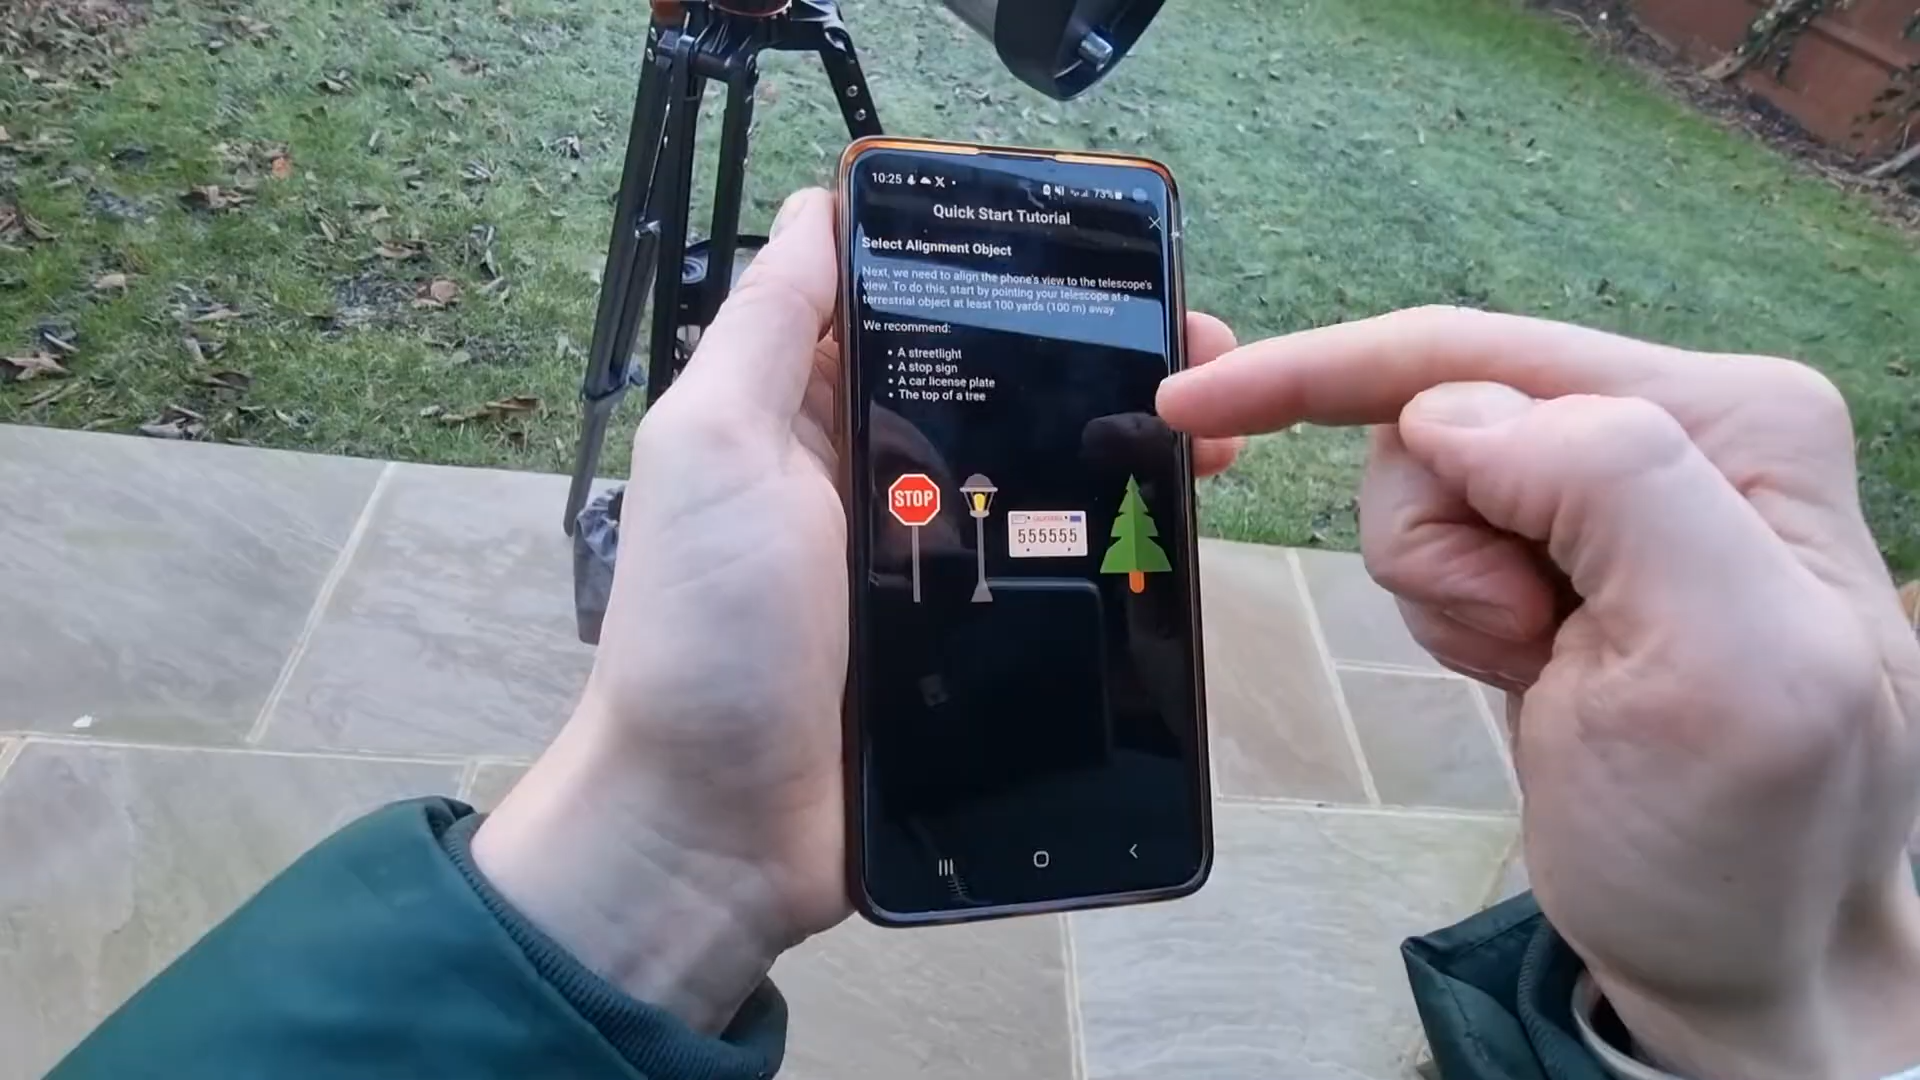 10:25
73%
Quick Start Tutorial
Select Alignment Object
Next, we need to align the phone's view to the telescope's
view. To do this, start by pointing your telescope at a
terrestrial object at least 100 yards (100 m) away.
We recommend:
• A streetlight
• A stop sign
• A car license plate
• The top of a tree
STOP
CALIFORNIA
555555